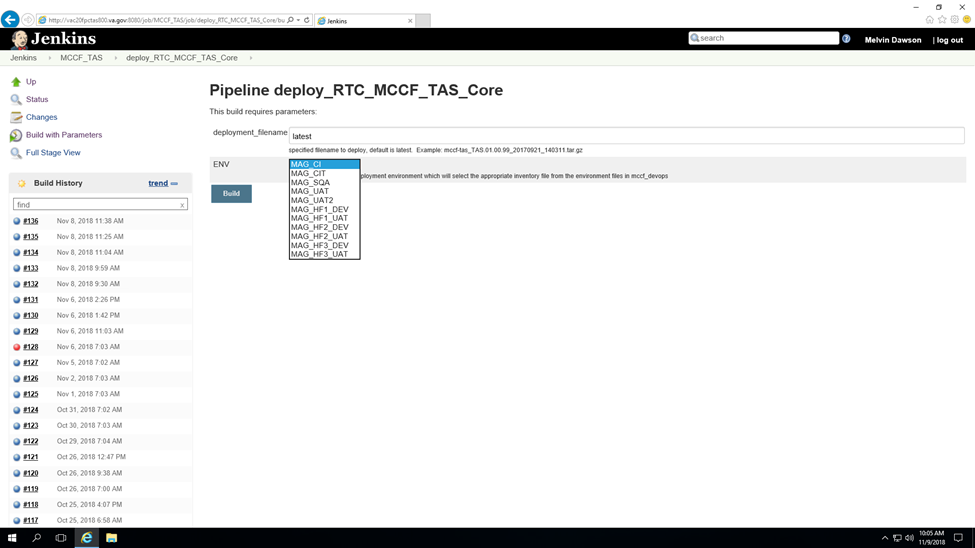 http://vac20fpctas800.va.gov:8080/job/MCCF_TAS/job/deploy_RTC_MCCF_TAS_Core/bu
Jenkins
Jenkins
search
Melvin Dawson | log out
Jenkins MCCF_TAS deploy_RTC_MCCF_TAS_Core
Up
Status
Changes
Build with Parameters
Full Stage View
Build History trend
find x
#136 Nov 8, 2018 11:38 AM
#135 Nov 8, 2018 11:25 AM
#134 Nov 8, 2018 11:04 AM
#133 Nov 8, 2018 9:59 AM
#132 Nov 8, 2018 9:30 AM
#131 Nov 6, 2018 2:26 PM
#130 Nov 6, 2018 1:42 PM
#129 Nov 6, 2018 11:03 AM
#128 Nov 6, 2018 7:03 AM
#127 Nov 5, 2018 7:02 AM
#126 Nov 2, 2018 7:03 AM
#125 Nov 1, 2018 7:03 AM
#124 Oct 31, 2018 7:02 AM
#123 Oct 30, 2018 7:03 AM
#122 Oct 29, 2018 7:04 AM
#121 Oct 26, 2018 12:47 PM
#120 Oct 26, 2018 9:38 AM
#119 Oct 26, 2018 7:00 AM
#118 Oct 25, 2018 4:07 PM
#117 Oct 25, 2018 6:58 AM
Pipeline deploy_RTC_MCCF_TAS_Core
This build requires parameters:
deployment_filename latest
specified filename to deploy, default is latest. Example: mccf-tas_TAS.01.00.99_20170921_140311.tar.gz
ENV
MAG_CI
MAG_CIT
MAG_SQA
MAG_UAT
MAG_UAT2
MAG_HF1_DEV
MAG_HF1_UAT
MAG_HF2_DEV
MAG_HF2_UAT
MAG_HF3_DEV
MAG_HF3_UAT
ployment environment which will select the appropriate inventory file from the environment files in mccf_devops
Build
10:05 AM
11/9/2018